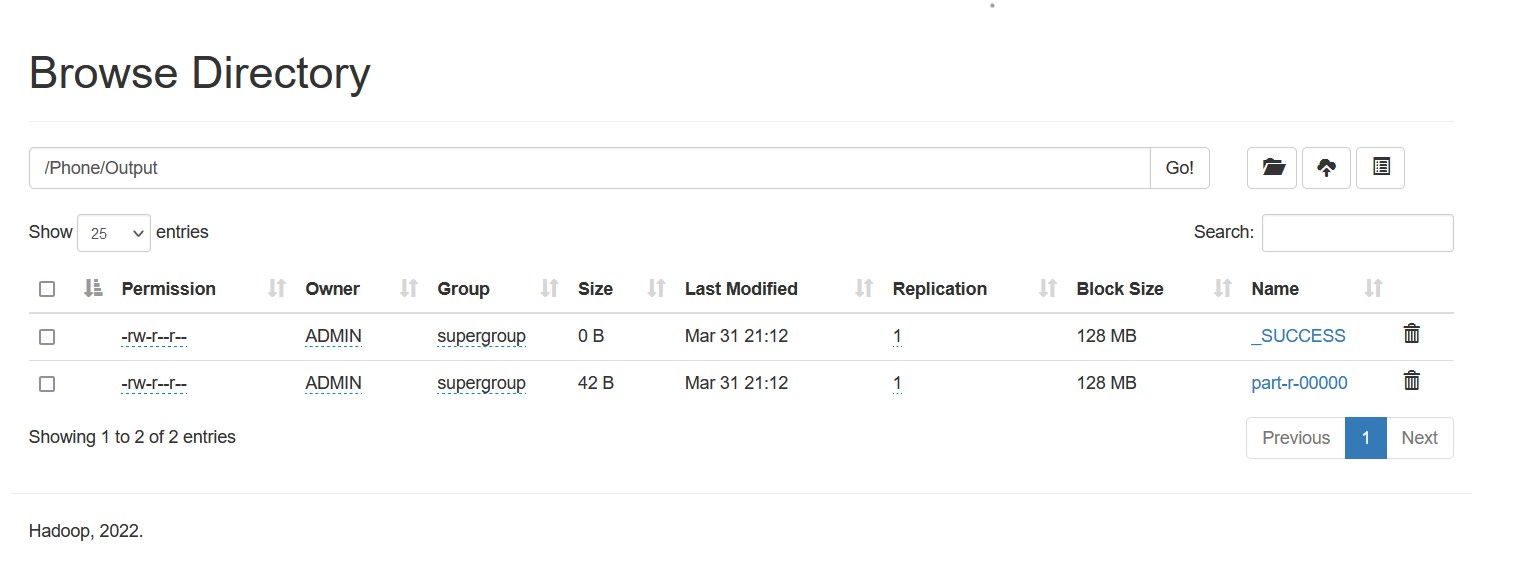 Browse Directory
/Phone/Output Go!
Show 25 entries Search:
Permission Owner Group Size Last Modified Replication Block Size Name
-rw-r--r-- ADMIN supergroup 0 B Mar 31 21:12 1 128 MB _SUCCESS
-rw-r--r-- ADMIN supergroup 42 B Mar 31 21:12 1 128 MB part-r-00000
Showing 1 to 2 of 2 entries Previous 1 Next
Hadoop, 2022.